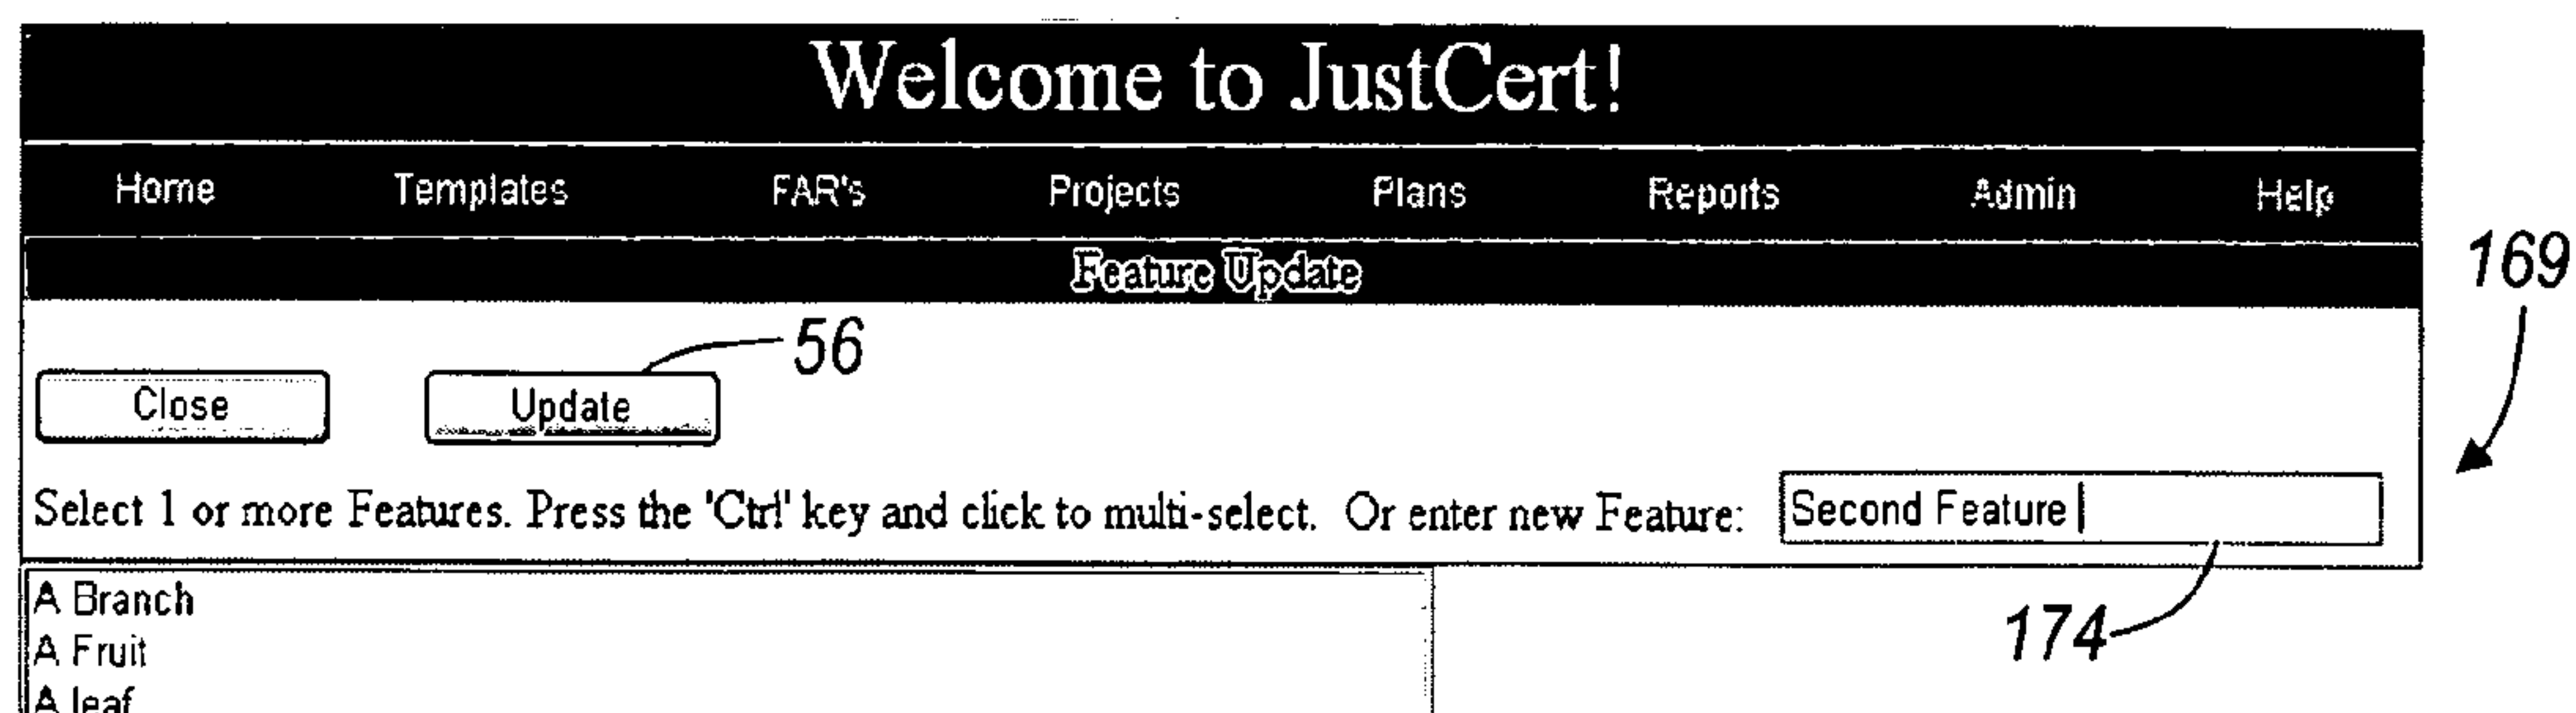 Welcome to JustCert!
Home Templates FAR's Projects Plans Reports Admin Help
Feature Update
169
56
Close Update
Select 1 or more Features. Press the 'Ctrl' key and click to multi-select. Or enter new Feature: Second Feature
A Branch
A Fruit
174
A leaf